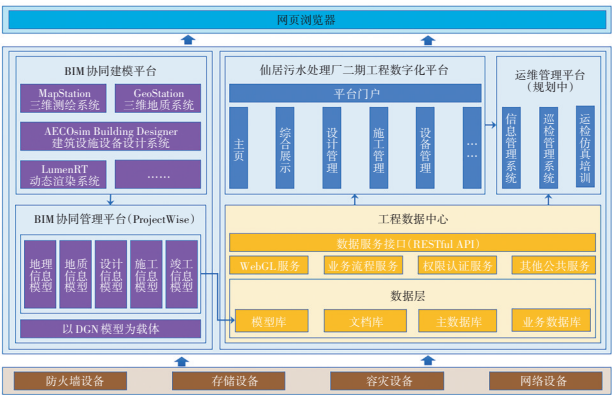 网页浏览器
BIM协同建模平台
MapStation
三维测绘系统
GeoStation
三维地质系统
AECOsim Building Designer
建筑设施设备设计系统
LumenRT
动态渲染系统
……
BIM协同管理平台(ProjectWise)
地理信息模型
地质信息模型
设计信息模型
施工信息模型
竣工信息模型
以DGN模型为载体
仙居污水处理厂二期工程数字化平台
平台门户
主页
综合展示
设计管理
施工管理
设备管理
……
运维管理平台
(规划中)
信息管理系统
巡检管理系统
运检仿真培训
工程数据中心
数据服务接口(RESTful API)
WebGL服务
业务流程服务
权限认证服务
其他公共服务
数据层
模型库
文档库
主数据库
业务数据库
防火墙设备
存储设备
容灾设备
网络设备